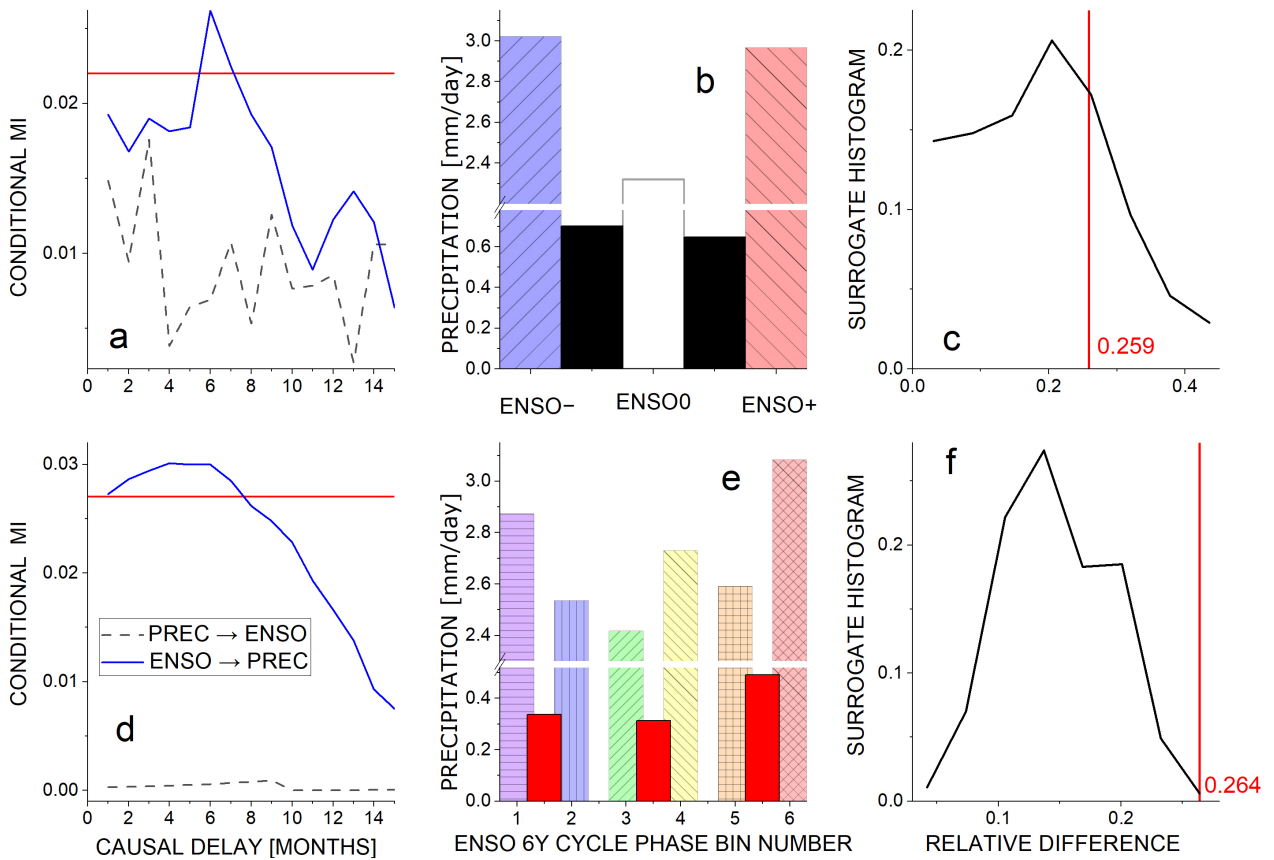 CONDITIONAL MI
0.02
0.01
a
0 2 4 6 8 10 12 14
PRECIPITATION [mm/day]
3.0
2.8
2.6
2.4
2.2
0.6
0.4
0.2
0.0
b
ENSO− ENSO0 ENSO+
SURROGATE HISTOGRAM
0.2
0.1
0.0
c
0.259
0.0 0.2 0.4
CONDITIONAL MI
0.03
0.02
0.01
0.00
PREC → ENSO
ENSO → PREC
d
0 2 4 6 8 10 12 14
CAUSAL DELAY [MONTHS]
PRECIPITATION [mm/day]
3.0
2.8
2.6
2.4
0.4
0.2
0.0
e
1 2 3 4 5 6
ENSO 6Y CYCLE PHASE BIN NUMBER
SURROGATE HISTOGRAM
0.2
0.1
0.0
f
0.264
0.1 0.2
RELATIVE DIFFERENCE